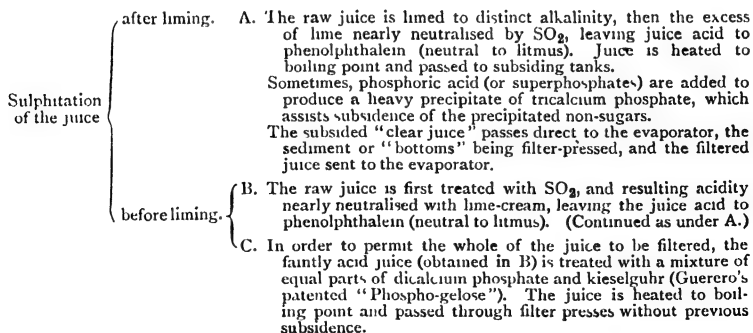 after liming. A. The raw juice is limed to distinct alkalinity, then the excess
of lime nearly neutralised by SO₂, leaving juice acid to
phenolphthalein (neutral to litmus). Juice is heated to
boiling point and passed to subsiding tanks.
Sometimes, phosphoric acid (or superphosphates) are added to
produce a heavy precipitate of tricalcium phosphate, which
assists subsidence of the precipitated non-sugars.
The subsided "clear juice" passes direct to the evaporator, the
sediment or "bottoms" being filter-pressed, and the filtered
juice sent to the evaporator.
Sulphitation
of the juice
before liming.
B. The raw juice is first treated with SO₂, and resulting acidity
nearly neutralised with lime-cream, leaving the juice acid to
phenolphthalein (neutral to litmus). (Continued as under A.)
C. In order to permit the whole of the juice to be filtered, the
faintly acid juice (obtained in B) is treated with a mixture of
equal parts of dicalcium phosphate and kieselguhr (Guerero's
patented "Phospho-gelose"). The juice is heated to boil-
ing point and passed through filter presses without previous
subsidence.